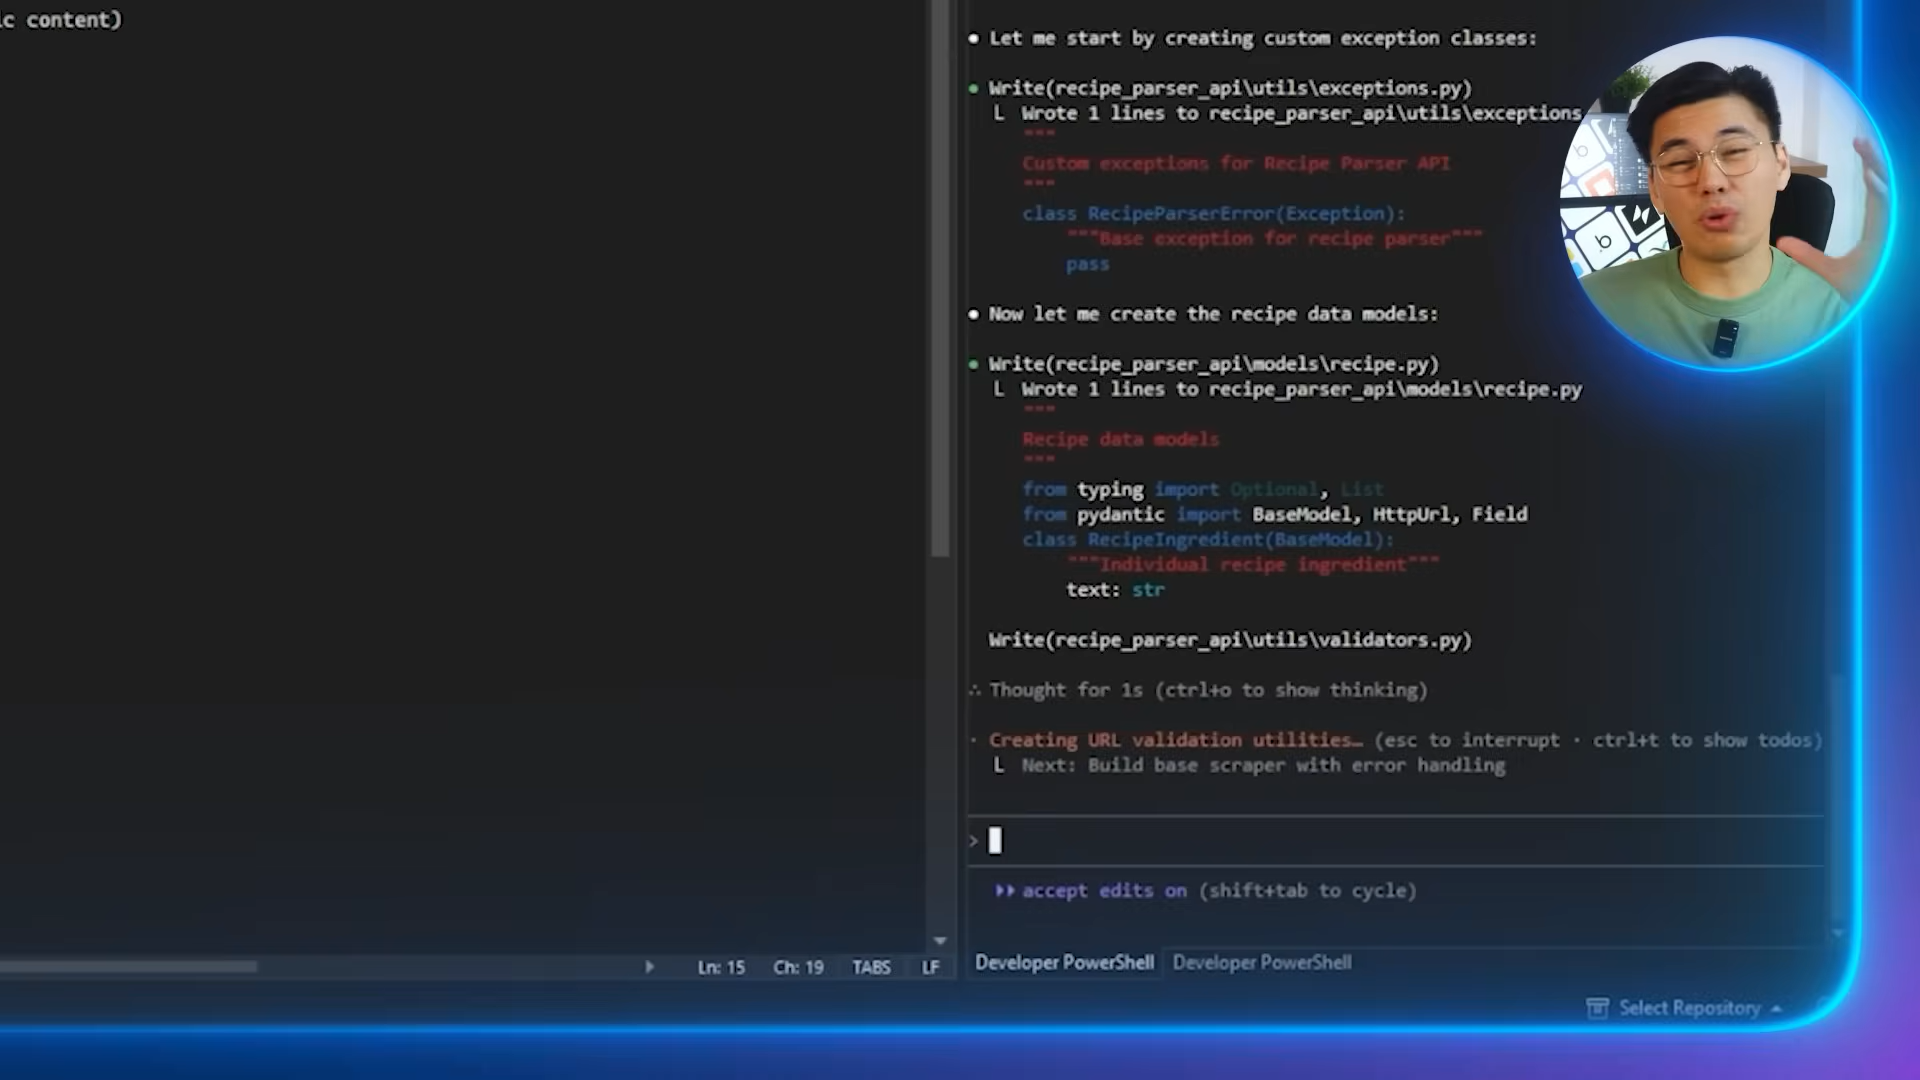 ic content)
● Let me start by creating custom exception classes:
● Write(recipe_parser_api\utils\exceptions.py)
L Wrote 1 lines to recipe_parser_api\utils\exceptions
"""
Custom exceptions for Recipe Parser API
"""
class RecipeParserError(Exception):
"""Base exception for recipe parser"""
pass
● Now let me create the recipe data models:
● Write(recipe_parser_api\models\recipe.py)
L Wrote 1 lines to recipe_parser_api\models\recipe.py
"""
Recipe data models
"""
from typing import Optional, List
from pydantic import BaseModel, HttpUrl, Field
class RecipeIngredient(BaseModel):
"""Individual recipe ingredient"""
text: str
Write(recipe_parser_api\utils\validators.py)
∴ Thought for 1s (ctrl+o to show thinking)
· Creating URL validation utilities… (esc to interrupt · ctrl+t to show todos)
L Next: Build base scraper with error handling
>
accept edits on (shift+tab to cycle)
Ln: 15 Ch: 19 TABS LF
Developer PowerShell Developer PowerShell
Select Repository